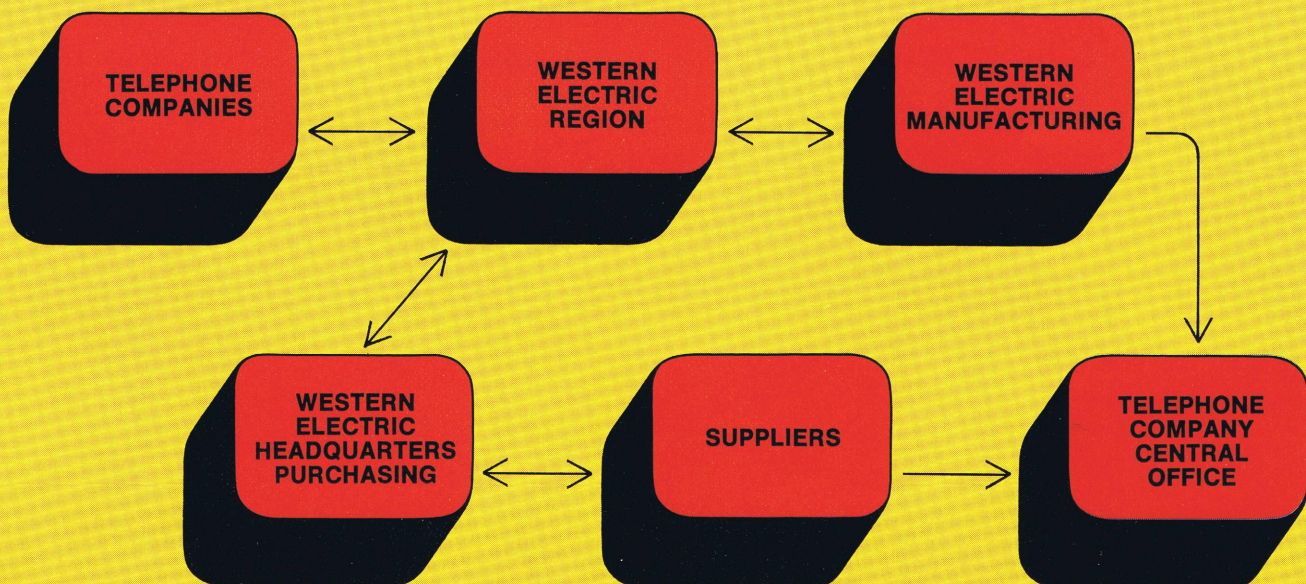 TELEPHONE
COMPANIES
WESTERN
ELECTRIC
REGION
WESTERN
ELECTRIC
MANUFACTURING
WESTERN
ELECTRIC
HEADQUARTERS
PURCHASING
SUPPLIERS
TELEPHONE
COMPANY
CENTRAL
OFFICE